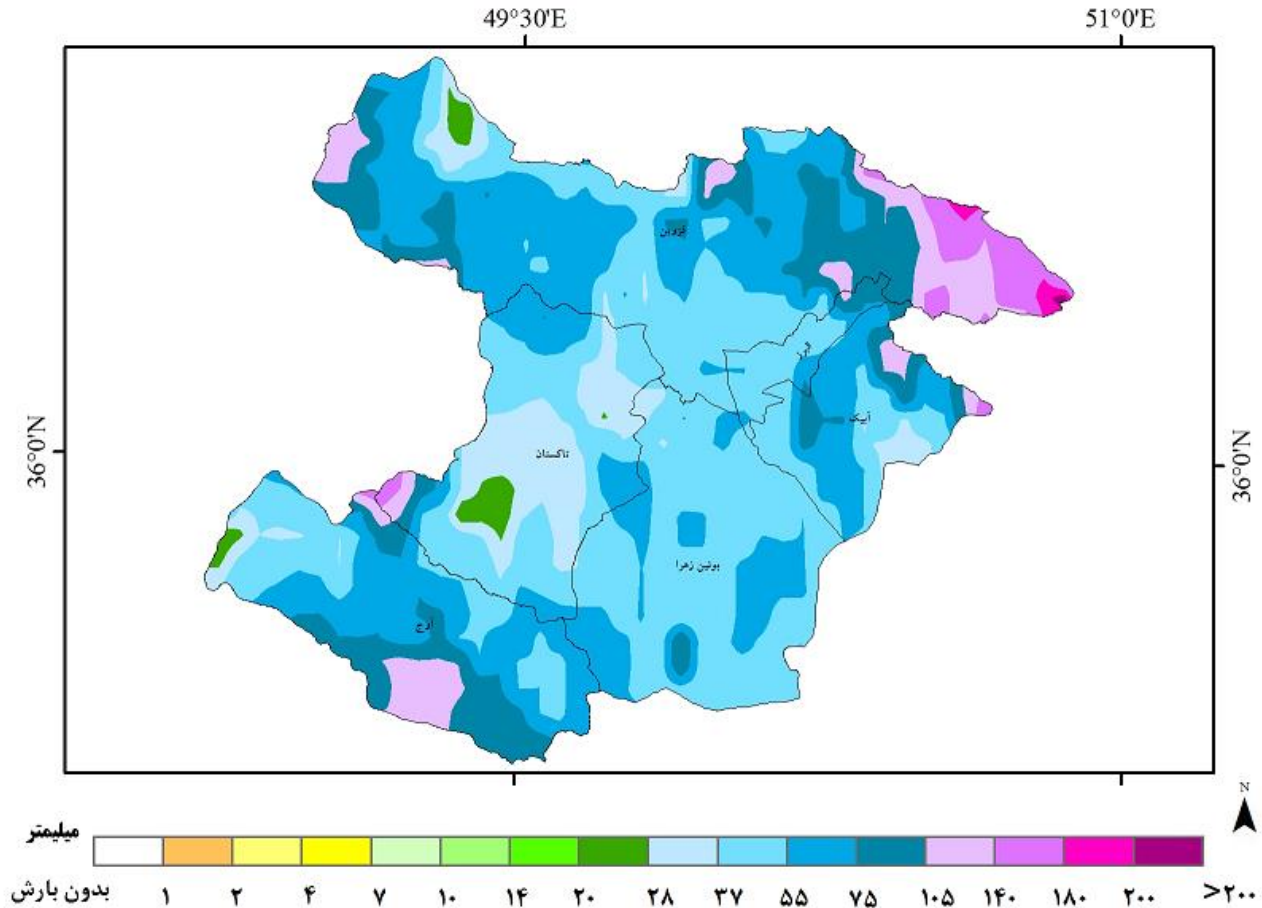 49°30'E 51°0'E
36°0'N 36°0'N
قزوین
آبیک
تاکستان
بوئین زهرا
آوج
N
میلیمتر
بدون بارش ۱ ۲ ۴ ۷ ۱۰ ۱۴ ۲۰ ۲۸ ۳۷ ۵۵ ۷۵ ۱۰۵ ۱۴۰ ۱۸۰ ۲۰۰ >۲۰۰